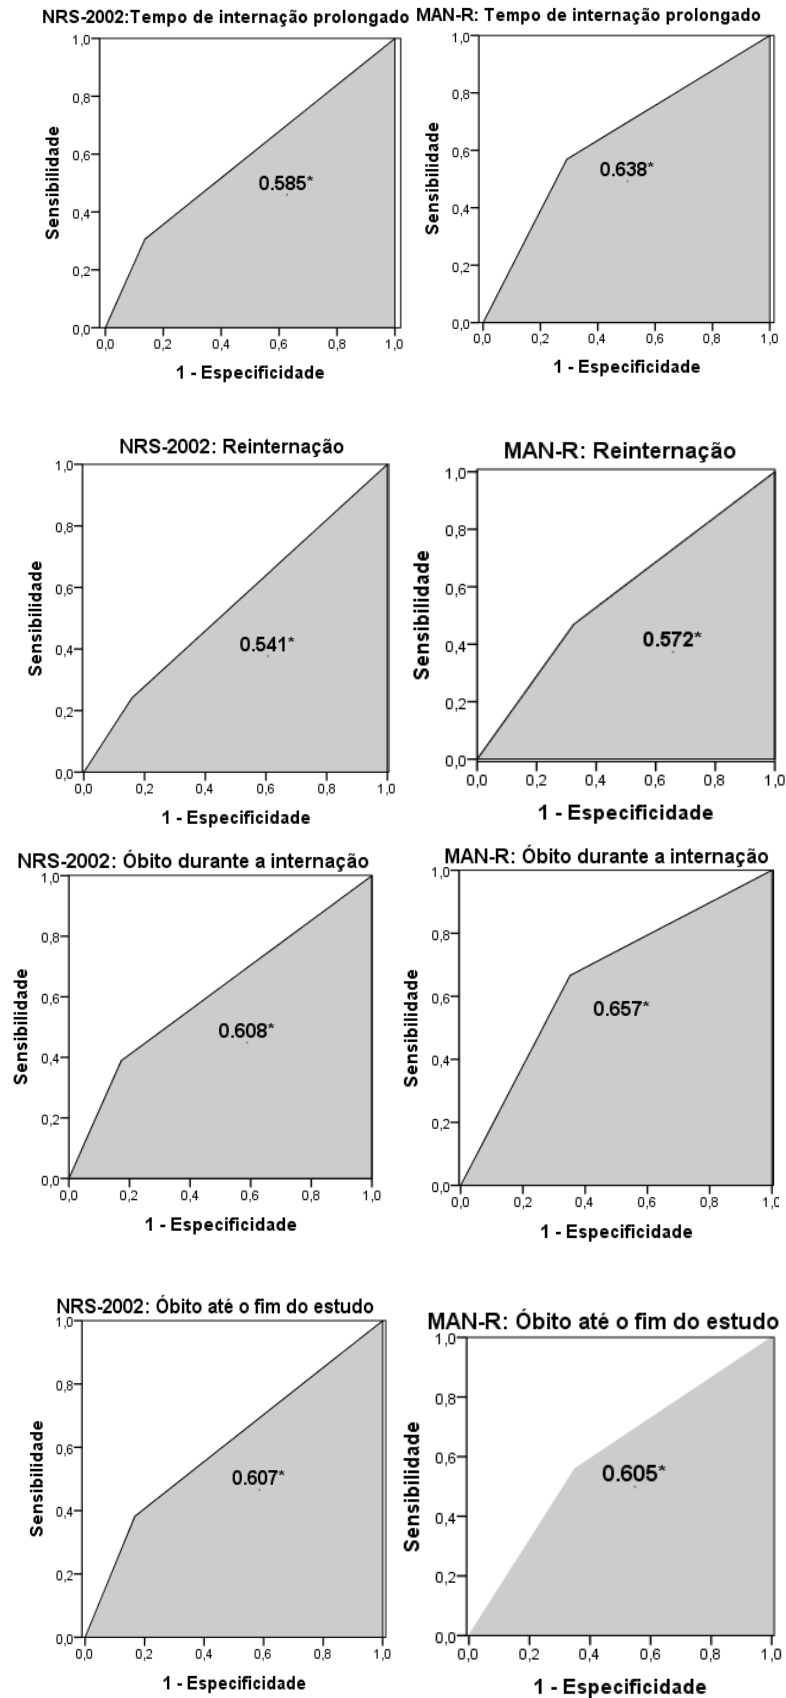 NRS-2002:Tempo de internação prolongado
1,0
0,8
0,6
0,4
0,2
0,0
Sensibilidade
0.585*
0,0 0,2 0,4 0,6 0,8 1,0
1 - Especificidade
MAN-R: Tempo de internação prolongado
1,0
0,8
0,6
0,4
0,2
0,0
Sensibilidade
0.638*
0,0 0,2 0,4 0,6 0,8 1,0
1 - Especificidade
NRS-2002: Reinternação
1,0
0,8
0,6
0,4
0,2
0,0
Sensibilidade
0.541*
0,0 0,2 0,4 0,6 0,8 1,0
1 - Especificidade
MAN-R: Reinternação
1,0
0,8
0,6
0,4
0,2
0,0
Sensibilidade
0.572*
0,0 0,2 0,4 0,6 0,8 1,0
1 - Especificidade
NRS-2002: Óbito durante a internação
1,0
0,8
0,6
0,4
0,2
0,0
Sensibilidade
0.608*
0,0 0,2 0,4 0,6 0,8 1,0
1 - Especificidade
MAN-R: Óbito durante a internação
1,0
0,8
0,6
0,4
0,2
0,0
Sensibilidade
0.657*
0,0 0,2 0,4 0,6 0,8 1,0
1 - Especificidade
NRS-2002: Óbito até o fim do estudo
1,0
0,8
0,6
0,4
0,2
0,0
Sensibilidade
0.607*
0,0 0,2 0,4 0,6 0,8 1,0
1 - Especificidade
MAN-R: Óbito até o fim do estudo
1,0
0,8
0,6
0,4
0,2
0,0
Sensibilidade
0.605*
0,0 0,2 0,4 0,6 0,8 1,0
1 - Especificidade